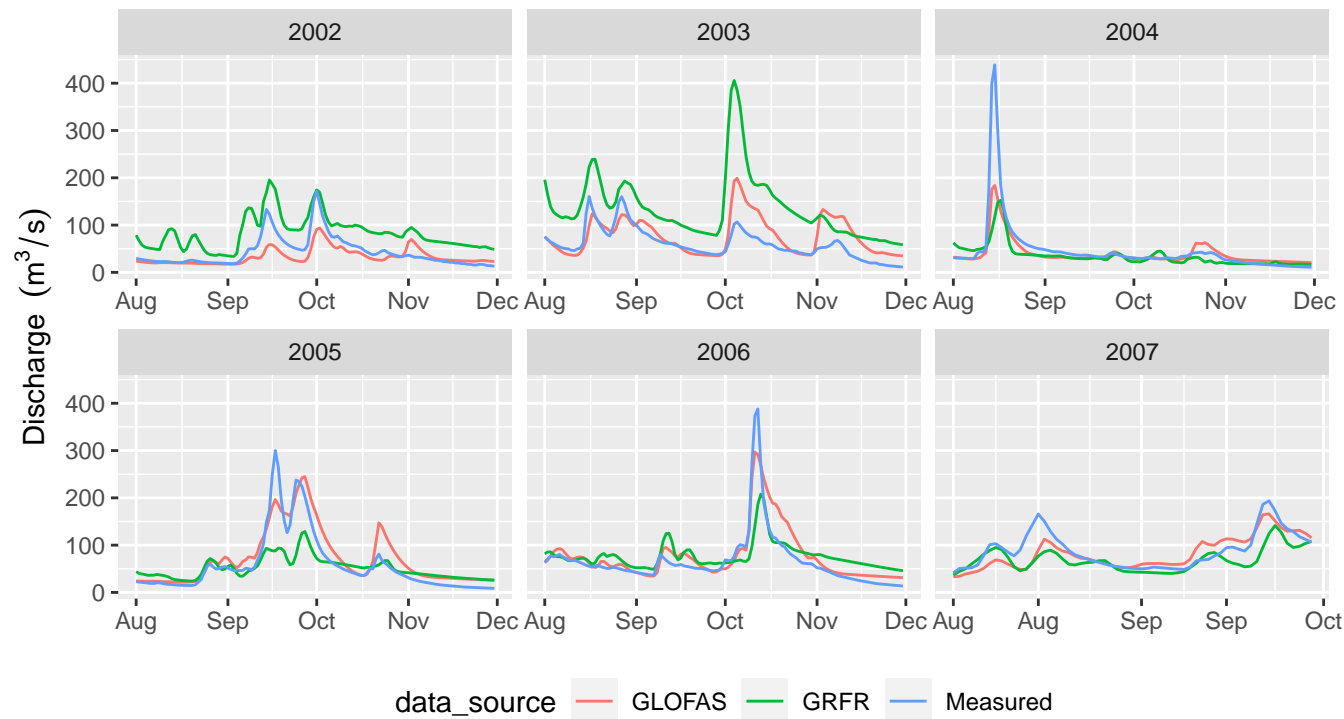 2002 2003 2004
400
300
200
100
0
Aug Sep Oct Nov Dec Aug Sep Oct Nov Dec Aug Sep Oct Nov Dec
2005 2006 2007
400
300
200
100
0
Aug Sep Oct Nov Dec Aug Sep Oct Nov Dec Aug Aug Sep Sep Oct
Discharge (m³/s)
data_source GLOFAS GRFR Measured